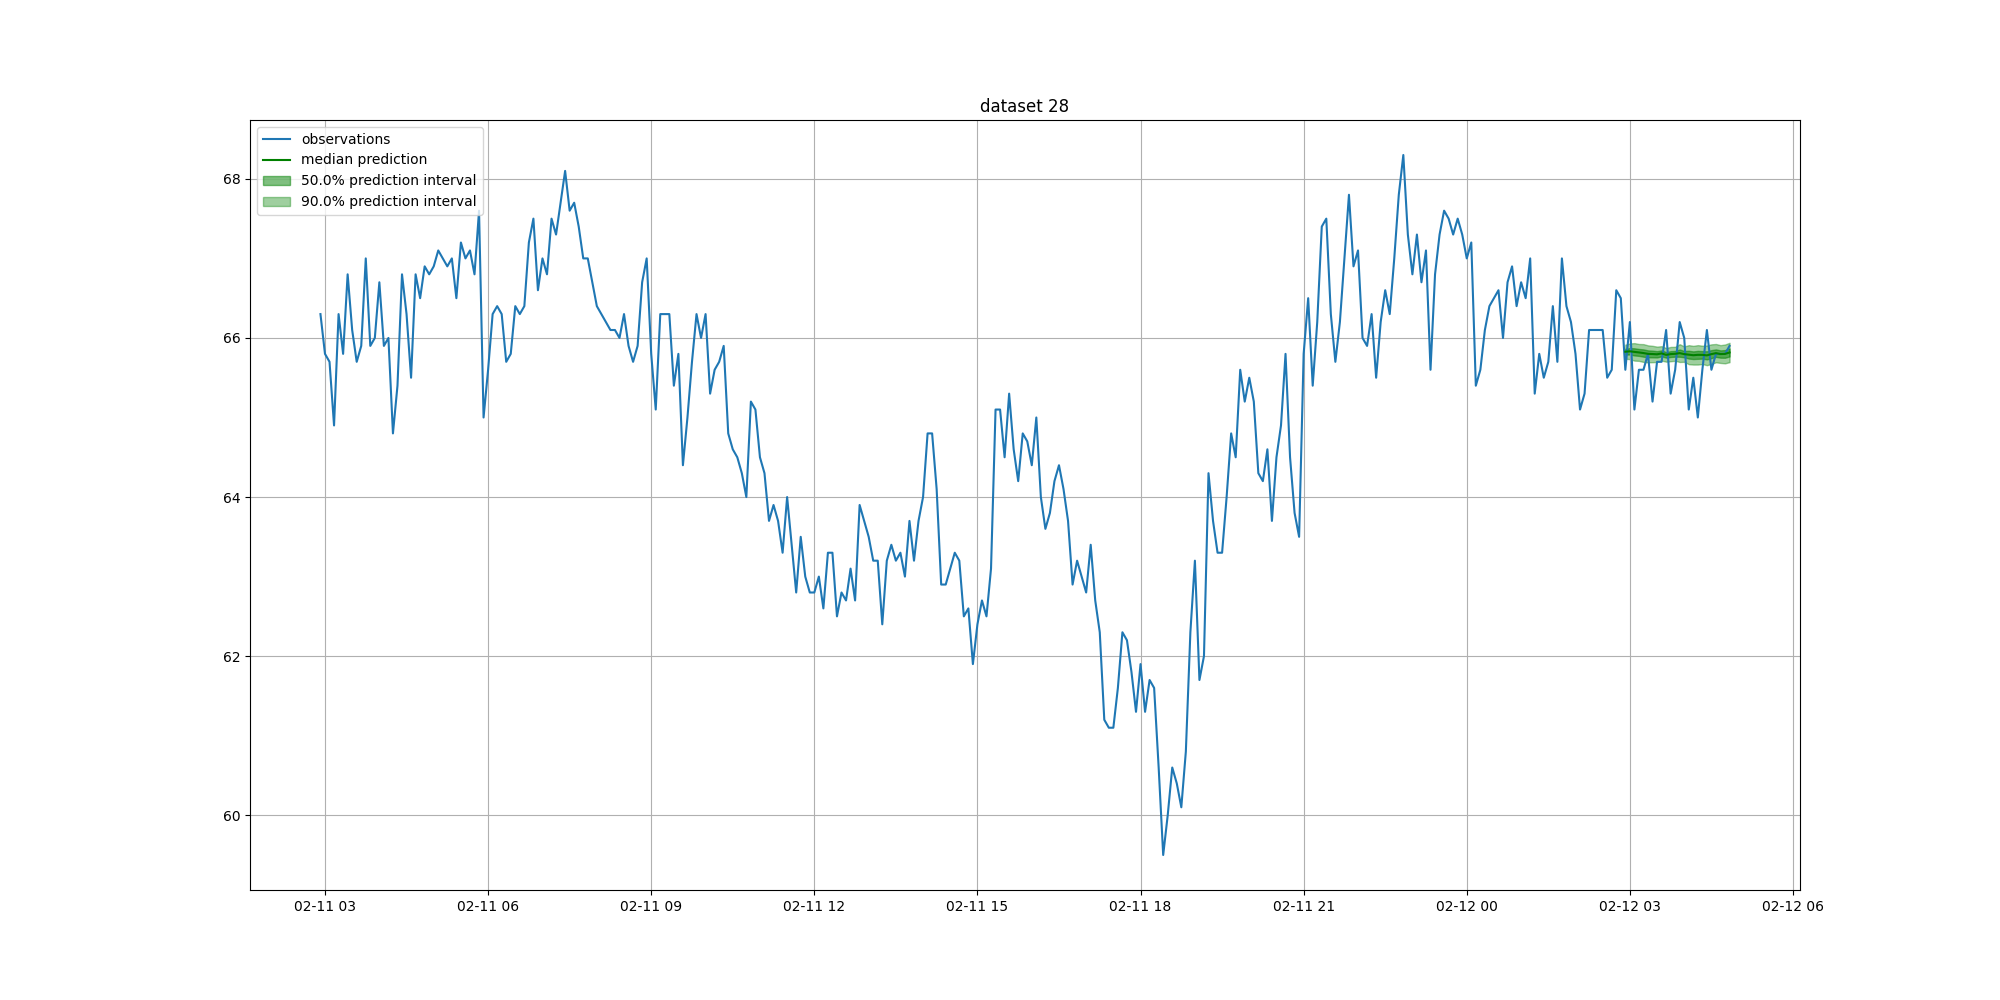 dataset 28
observations
median prediction
50.0% prediction interval
90.0% prediction interval
68
66
64
62
60
02-11 03 02-11 06 02-11 09 02-11 12 02-11 15 02-11 18 02-11 21 02-12 00 02-12 03 02-12 06